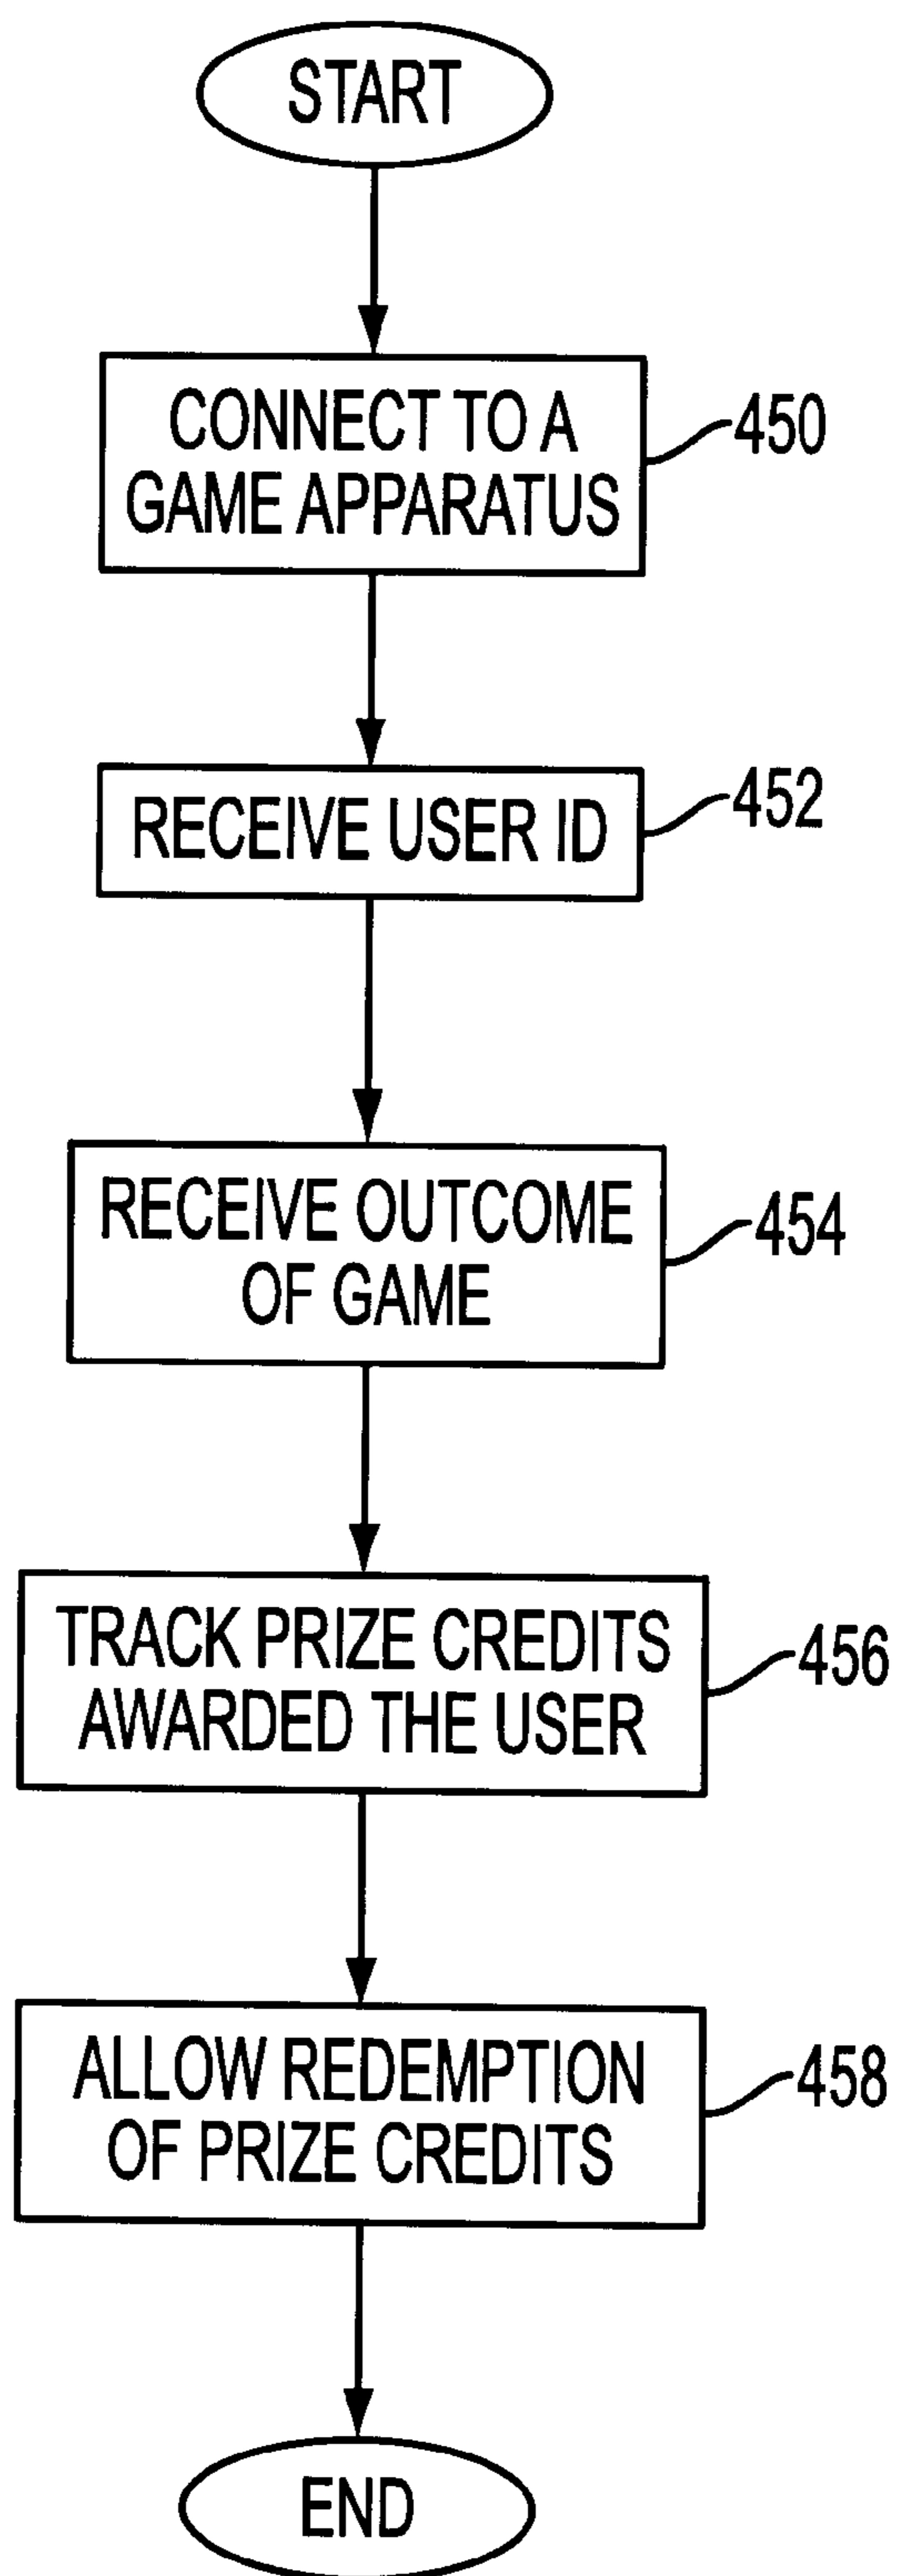 START
CONNECT TO A
GAME APPARATUS
450
RECEIVE USER ID
452
RECEIVE OUTCOME
OF GAME
454
TRACK PRIZE CREDITS
AWARDED THE USER
456
ALLOW REDEMPTION
OF PRIZE CREDITS
458
END